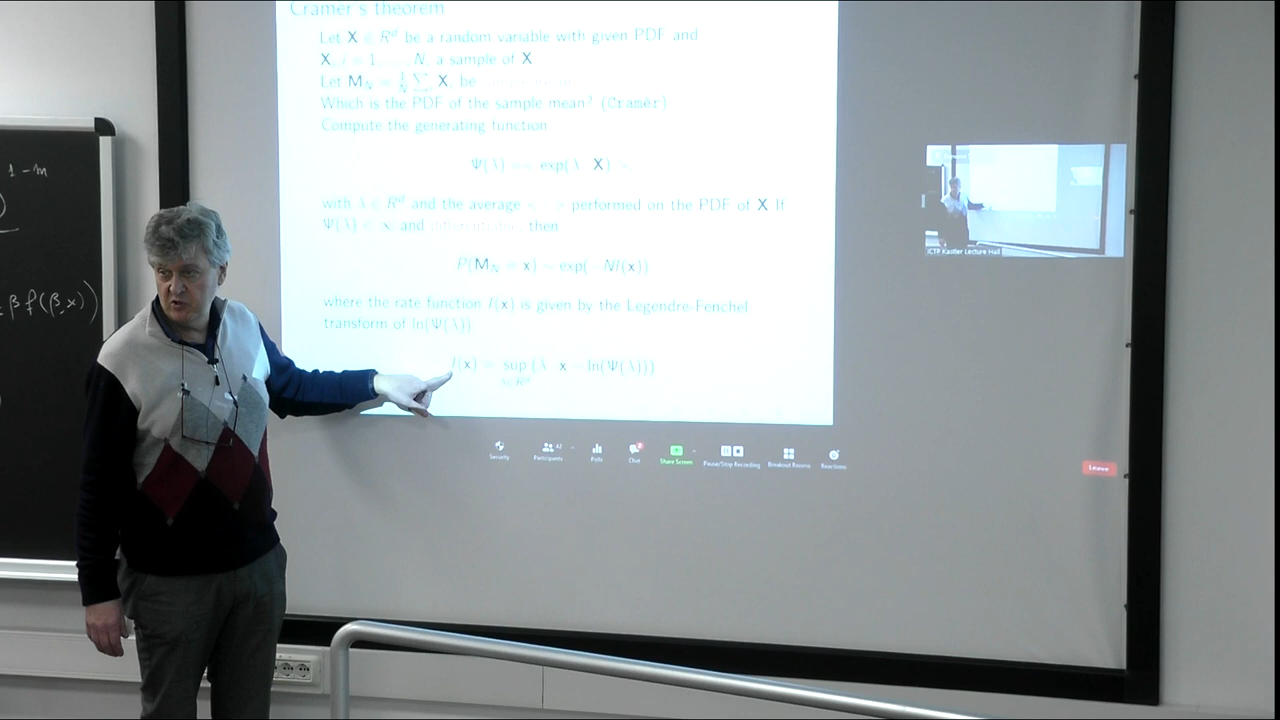 Cramèr's theorem
Let X ∈ R^d be a random variable with given PDF and
X_i, i = 1, ..., N, a sample of X
Let M_N = 1/N ∑ X_i be
Which is the PDF of the sample mean? (Cramèr)
Compute the generating function
Ψ(λ) = < exp(λ · X) >,
with λ ∈ R^d and the average < ... > performed on the PDF of X If
Ψ(λ) < ∞ and differentiable, then
P(M_N = x) ~ exp(−NI(x))
where the rate function I(x) is given by the Legendre-Fenchel
transform of ln(Ψ(λ))
I(x) = sup (λ · x − ln(Ψ(λ)))
λ∈R^d
1 - m
β f(β, x))
ICTP Kastler Lecture Hall
Security
Participants
42
Polls
Chat
Share Screen
Pause/Stop Recording
Breakout Rooms
Reactions
Leave